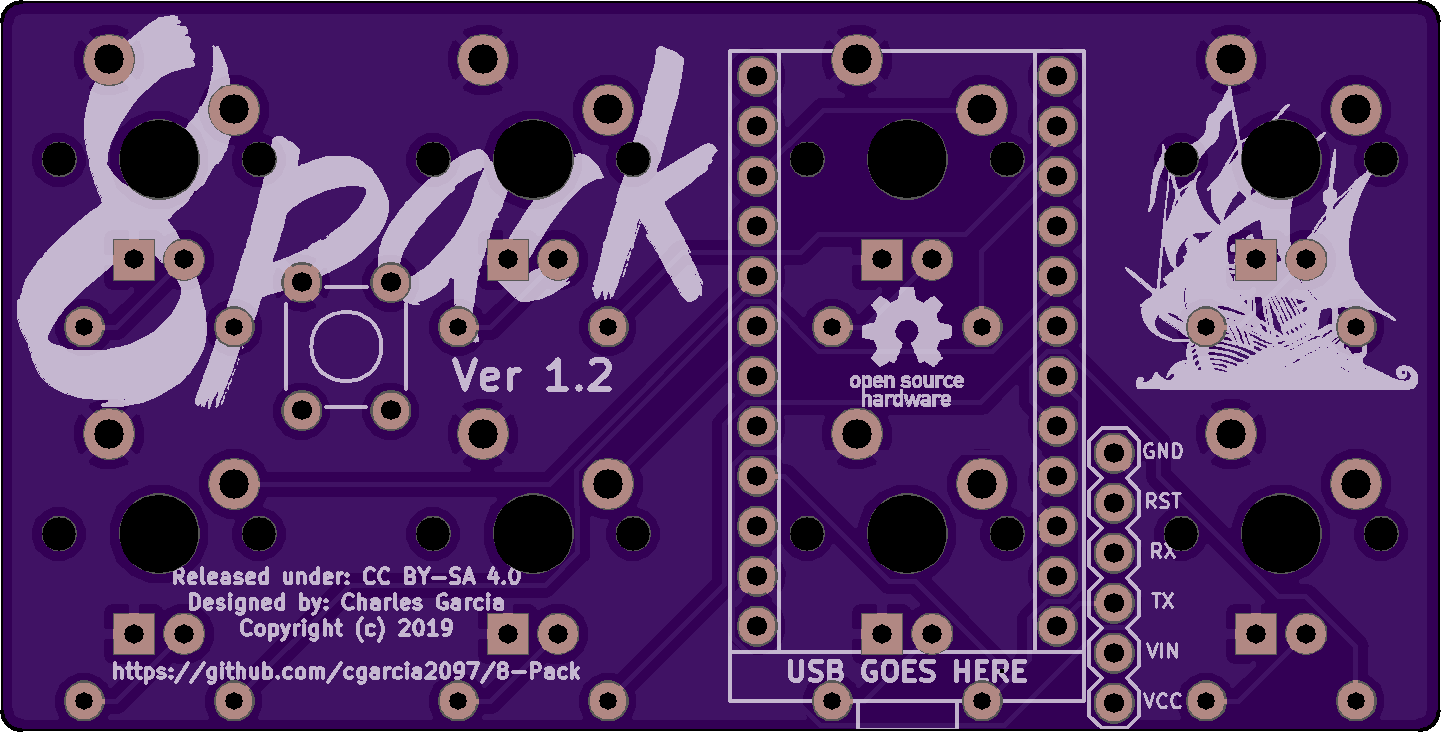 8pack
Ver 1.2
open source
hardware
GND
RST
RX
TX
VIN
VCC
Released under: CC BY-SA 4.0
Designed by: Charles Garcia
Copyright (c) 2019
https://github.com/cgarcia2097/8-Pack
USB GOES HERE